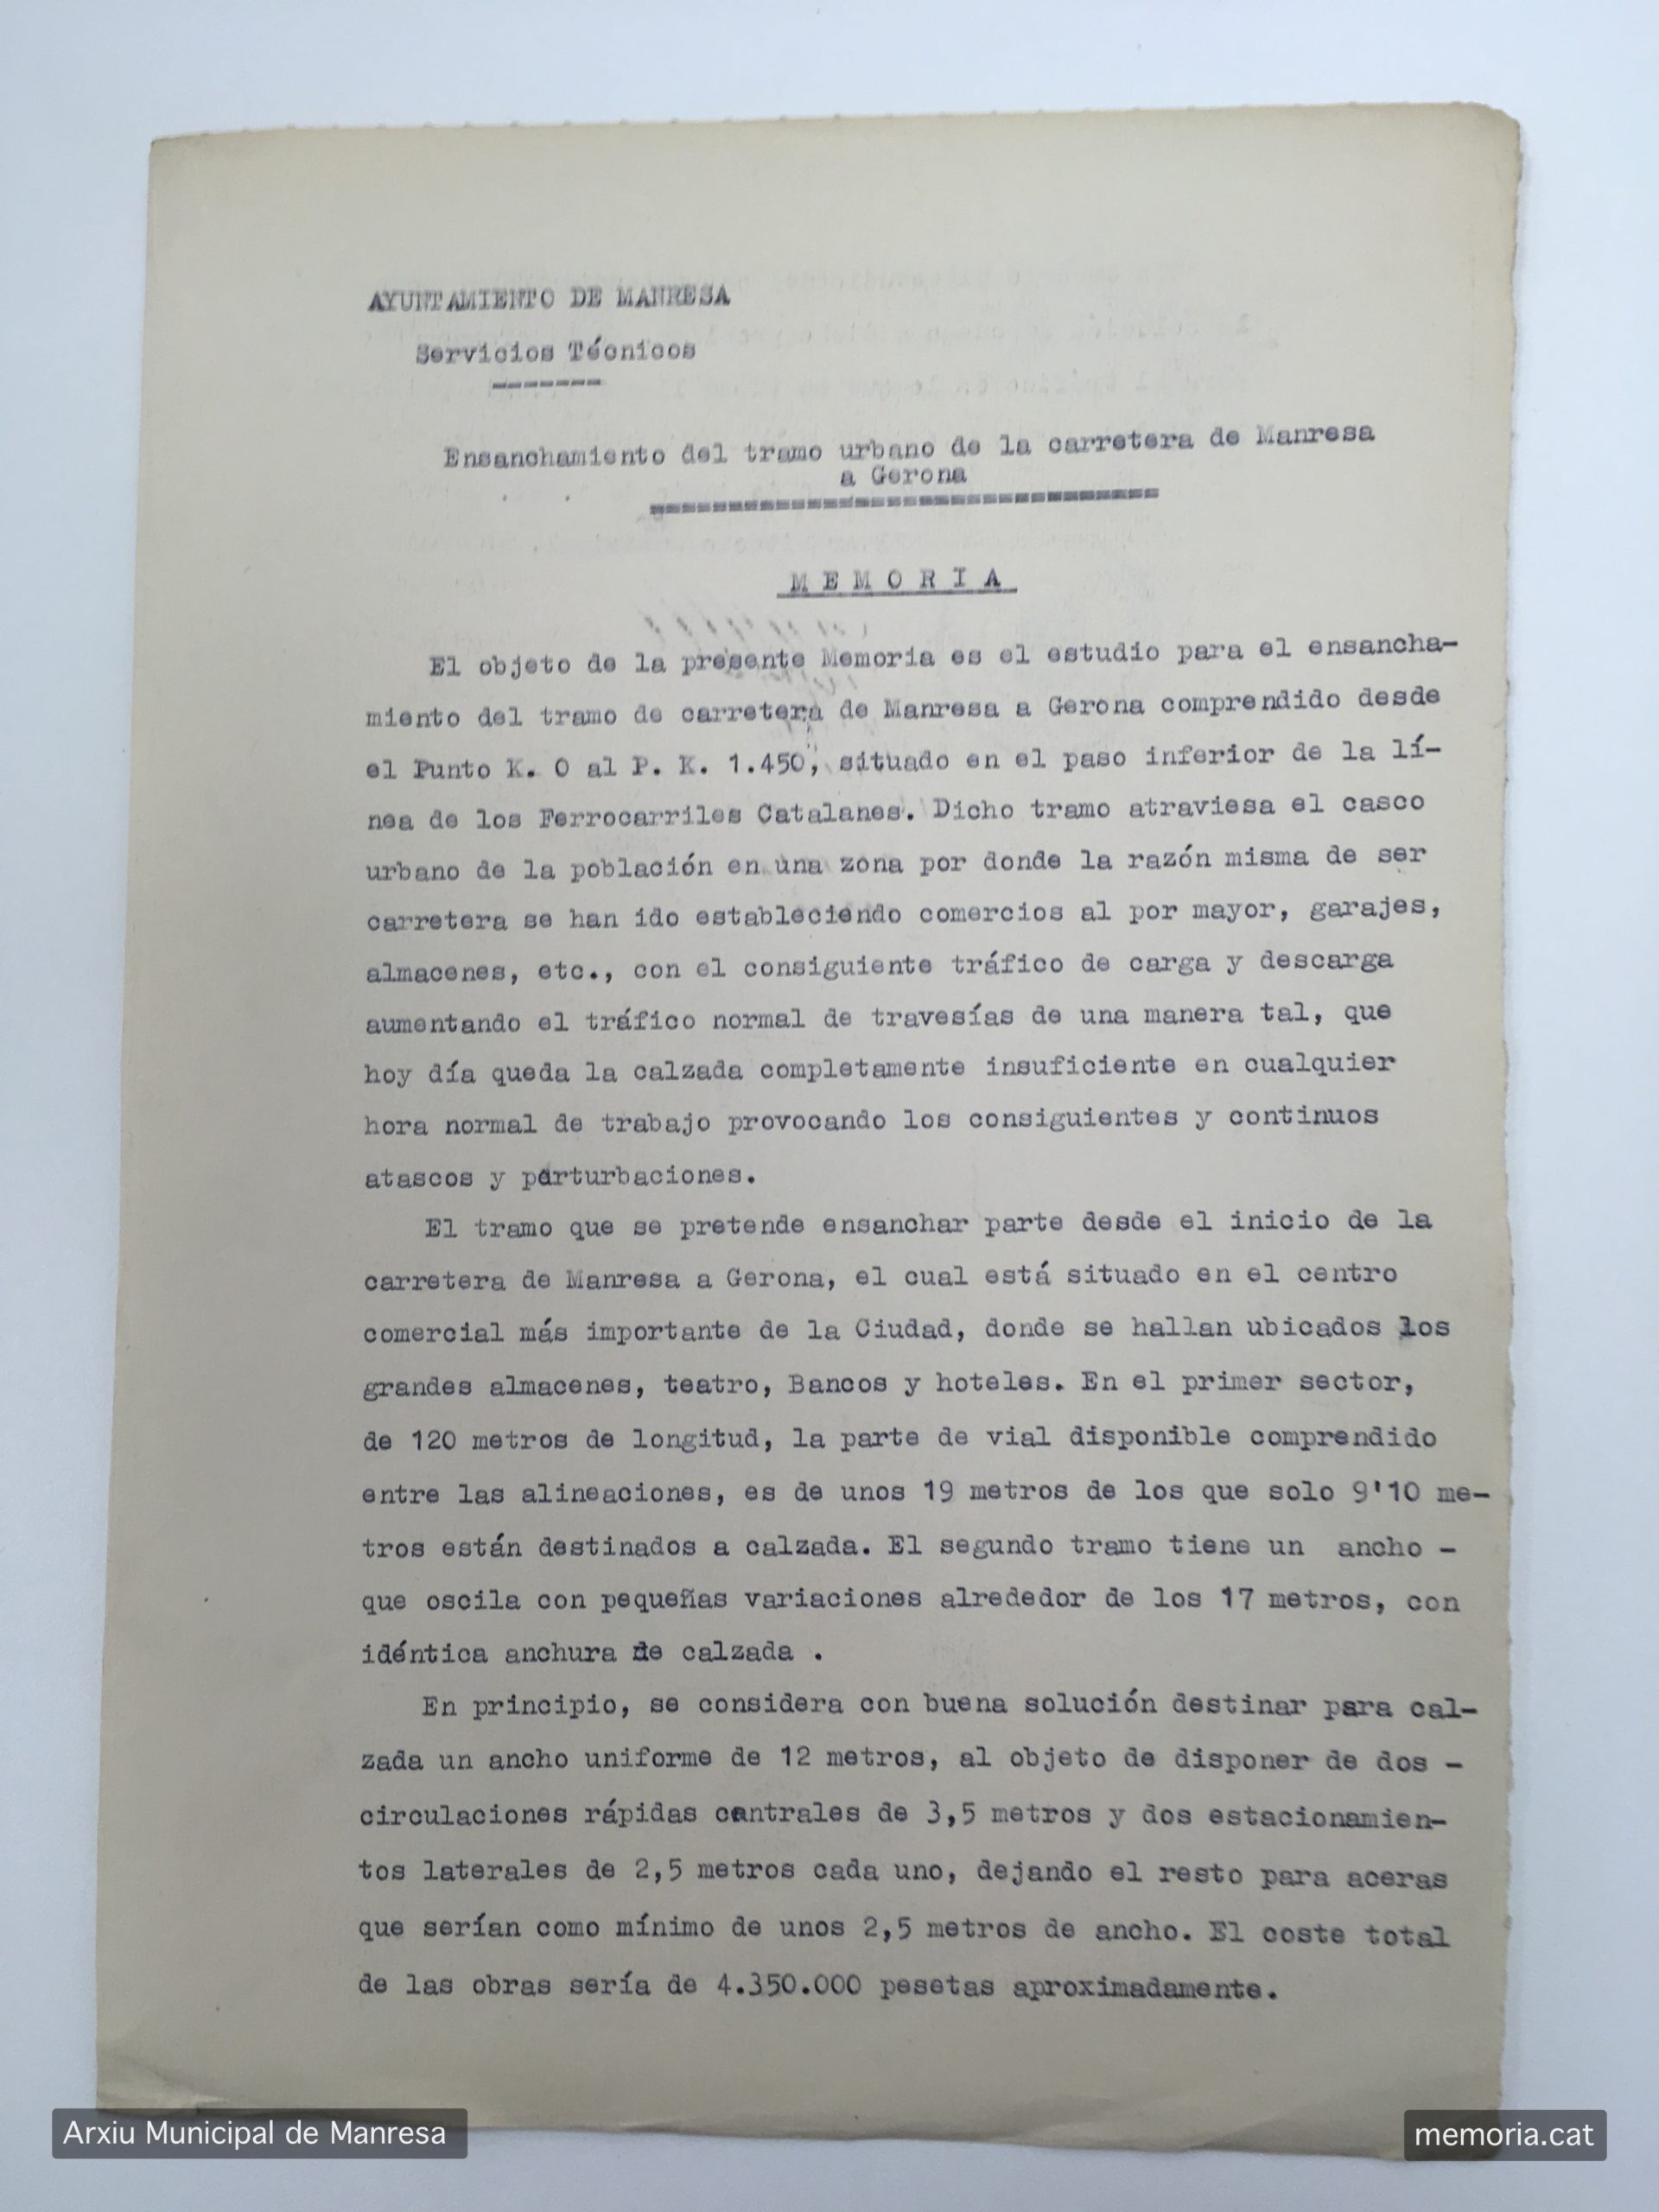 AYUNTAMIENTO DE MANRESA
Servicios Técnicos
-------
Ensanchamiento del tramo urbano de la carretera de Manresa
a Gerona
================================
M E M O R I A
El objeto de la presente Memoria es el estudio para el ensancha-
miento del tramo de carretera de Manresa a Gerona comprendido desde
el Punto K. 0 al P. K. 1.450, situado en el paso inferior de la lí-
nea de los Ferrocarriles Catalanes. Dicho tramo atraviesa el casco
urbano de la población en una zona por donde la razón misma de ser
carretera se han ido estableciendo comercios al por mayor, garajes,
almacenes, etc., con el consiguiente tráfico de carga y descarga
aumentando el tráfico normal de travesías de una manera tal, que
hoy día queda la calzada completamente insuficiente en cualquier
hora normal de trabajo provocando los consiguientes y continuos
atascos y perturbaciones.
El tramo que se pretende ensanchar parte desde el inicio de la
carretera de Manresa a Gerona, el cual está situado en el centro
comercial más importante de la Ciudad, donde se hallan ubicados los
grandes almacenes, teatro, Bancos y hoteles. En el primer sector,
de 120 metros de longitud, la parte de vial disponible comprendido
entre las alineaciones, es de unos 19 metros de los que solo 9'10 me-
tros están destinados a calzada. El segundo tramo tiene un ancho -
que oscila con pequeñas variaciones alrededor de los 17 metros, con
idéntica anchura de calzada .
En principio, se considera con buena solución destinar para cal-
zada un ancho uniforme de 12 metros, al objeto de disponer de dos -
circulaciones rápidas centrales de 3,5 metros y dos estacionamien-
tos laterales de 2,5 metros cada uno, dejando el resto para aceras
que serían como mínimo de unos 2,5 metros de ancho. El coste total
de las obras sería de 4.350.000 pesetas aproximadamente.
Arxiu Municipal de Manresa
memoria.cat